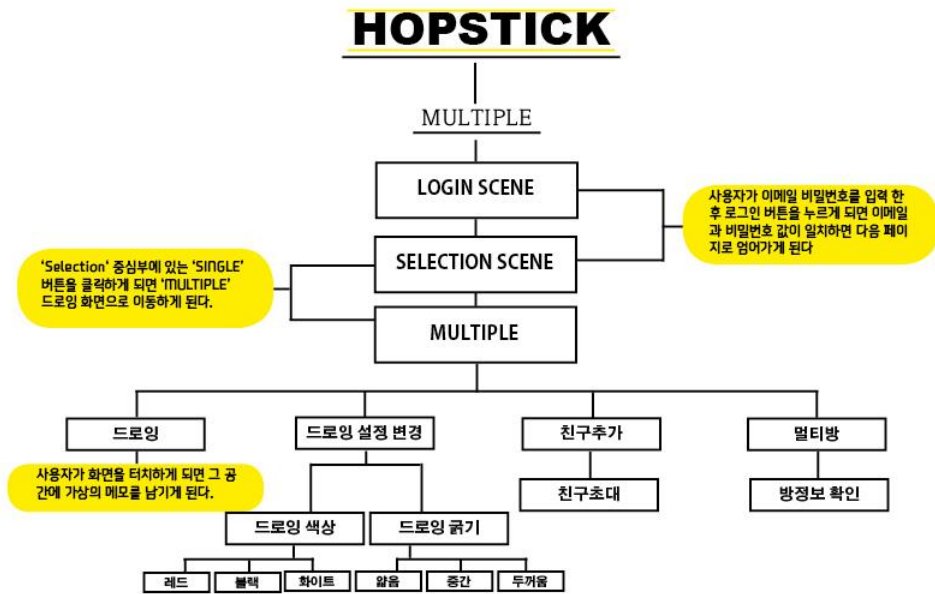 HOPSTICK
MULTIPLE
LOGIN SCENE
사용자가 이메일 비밀번호를 입력 한
후 로그인 버튼을 누르게 되면 이메일
과 비밀번호 값이 일치하면 다음 페이
지로 넘어가게 된다
SELECTION SCENE
'Selection' 중심부에 있는 'SINGLE'
버튼을 클릭하게 되면 'MULTIPLE'
드로잉 화면으로 이동하게 된다.
MULTIPLE
드로잉
드로잉 설정 변경
친구추가
멀티방
사용자가 화면을 터치하게 되면 그 공
간에 가상의 메모를 남기게 된다.
친구초대
방정보 확인
드로잉 색상
드로잉 굵기
레드
블랙
화이트
얇음
중간
두꺼움